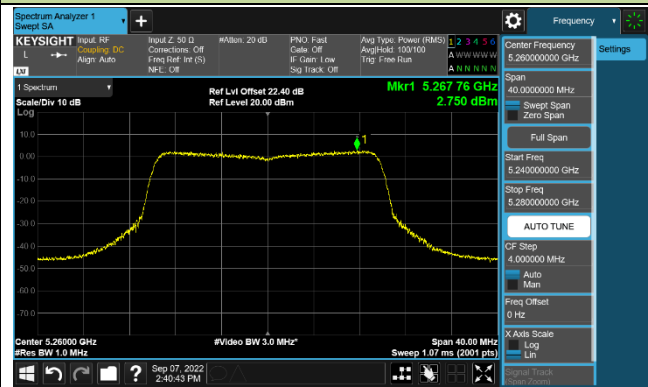 Spectrum Analyzer 1
Swept SA
Frequency
KEYSIGHT
L
LXI
Input: RF
Coupling: DC
Align: Auto
Input Z: 50 Ω
Corrections: Off
Freq Ref: Int (S)
NFE: Off
#Atten: 20 dB
PNO: Fast
Gate: Off
IF Gain: Low
Sig Track: Off
Avg Type: Power (RMS)
Avg|Hold: 100/100
Trig: Free Run
1 2 3 4 5 6
A W W W W W
A N N N N N
1 Spectrum
Scale/Div 10 dB
Log
Ref Lvl Offset 22.40 dB
Ref Level 20.00 dBm
Mkr1 5.267 76 GHz
2.750 dBm
1
10.0
0.00
-10.0
-20.0
-30.0
-40.0
-50.0
-60.0
-70.0
Center 5.26000 GHz
#Res BW 1.0 MHz
#Video BW 3.0 MHz*
Span 40.00 MHz
Sweep 1.07 ms (2001 pts)
?
Sep 07, 2022
2:40:43 PM
Center Frequency
5.260000000 GHz
Settings
Span
40.0000000 MHz
Swept Span
Zero Span
Full Span
Start Freq
5.240000000 GHz
Stop Freq
5.280000000 GHz
AUTO TUNE
CF Step
4.000000 MHz
Auto
Man
Freq Offset
0 Hz
X Axis Scale
Log
Lin
Signal Track
(Span Zoom)